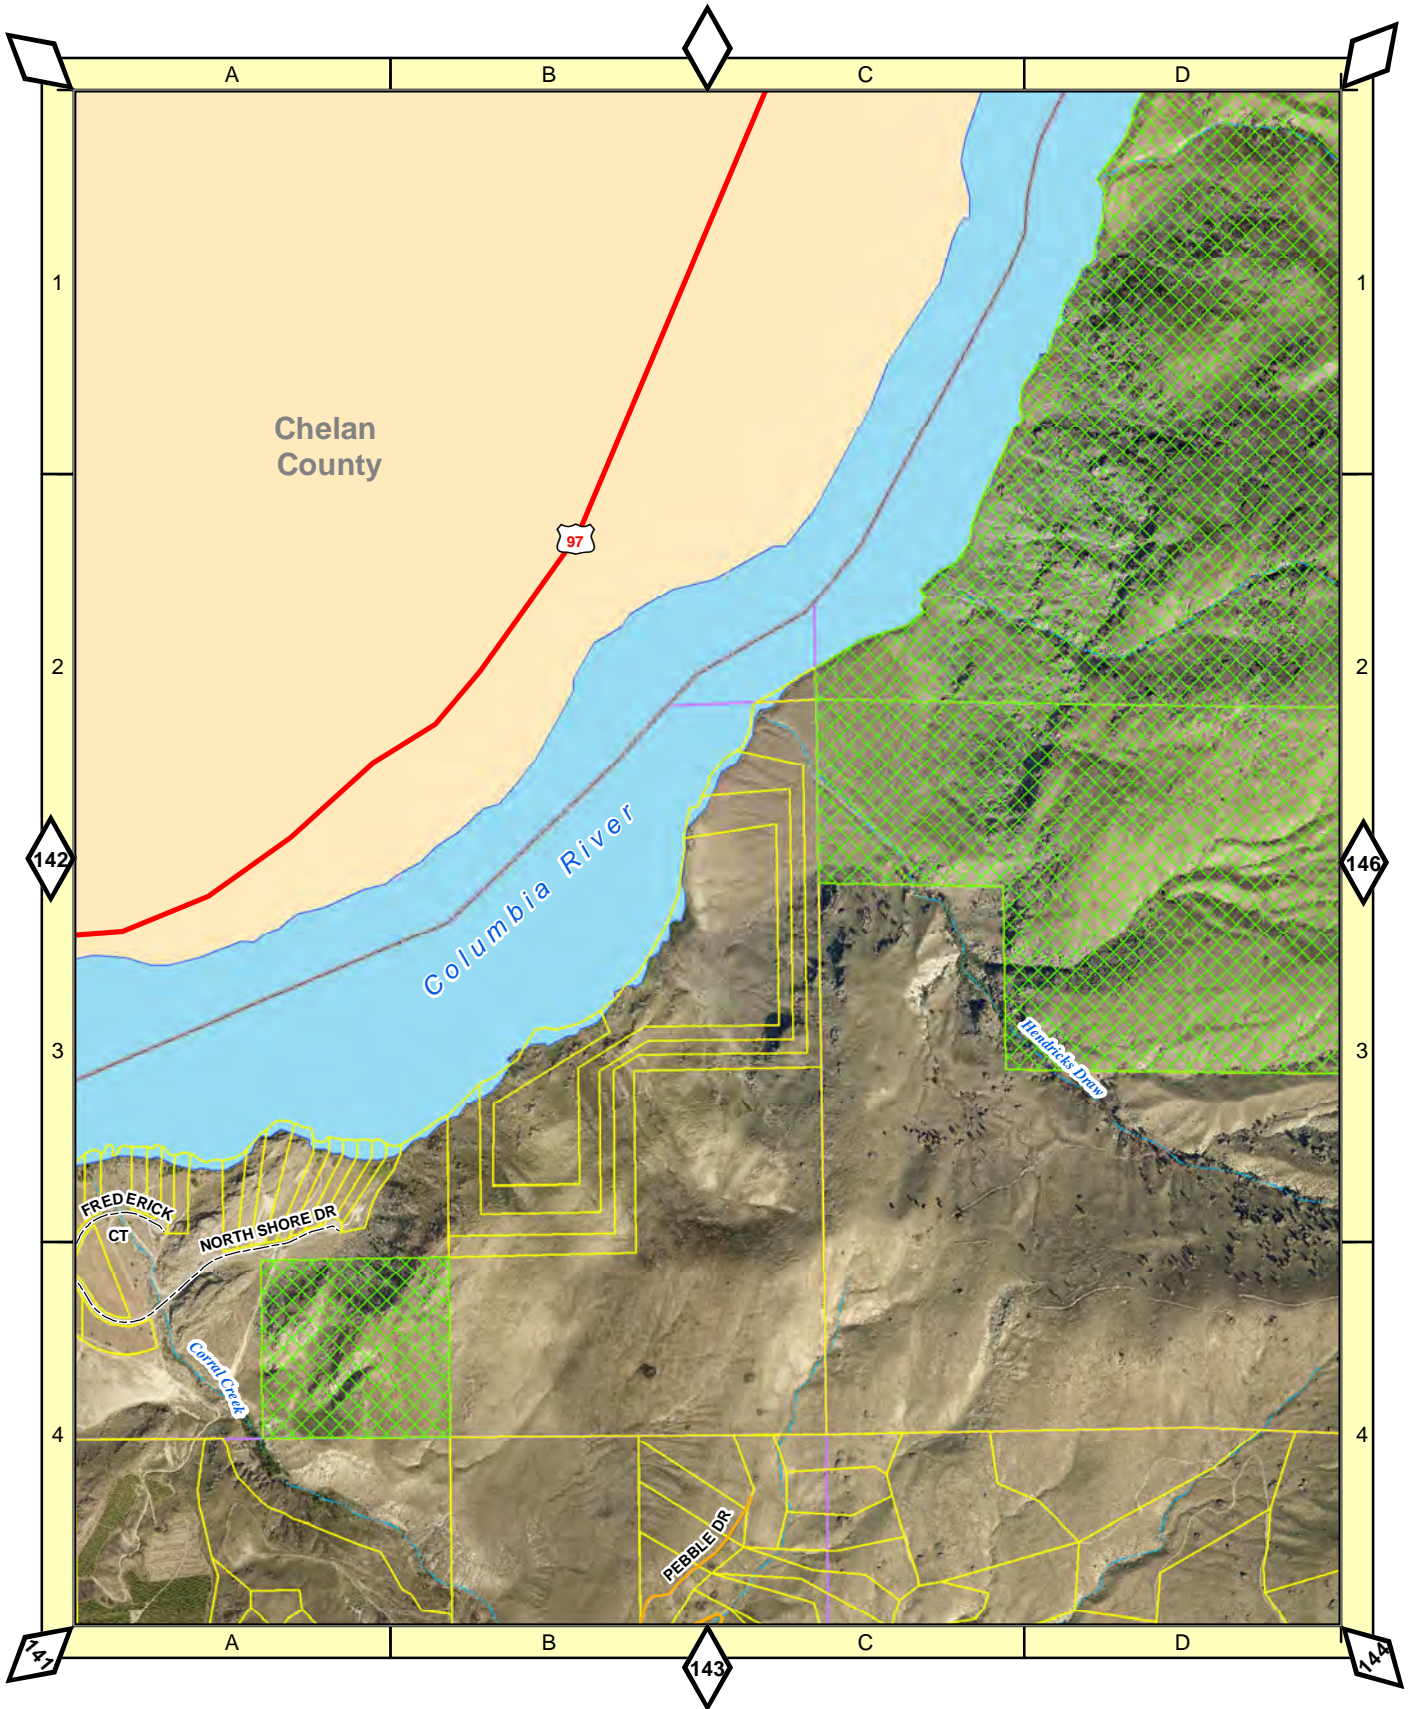 A B C D
1 1
Chelan
County
97
2 2
142
146
Columbia River
3 3
Hendricks Draw
FREDERICK
CT
NORTH SHORE DR
Corral Creek
4 4
PEBBLE DR
A B C D
141
143
144